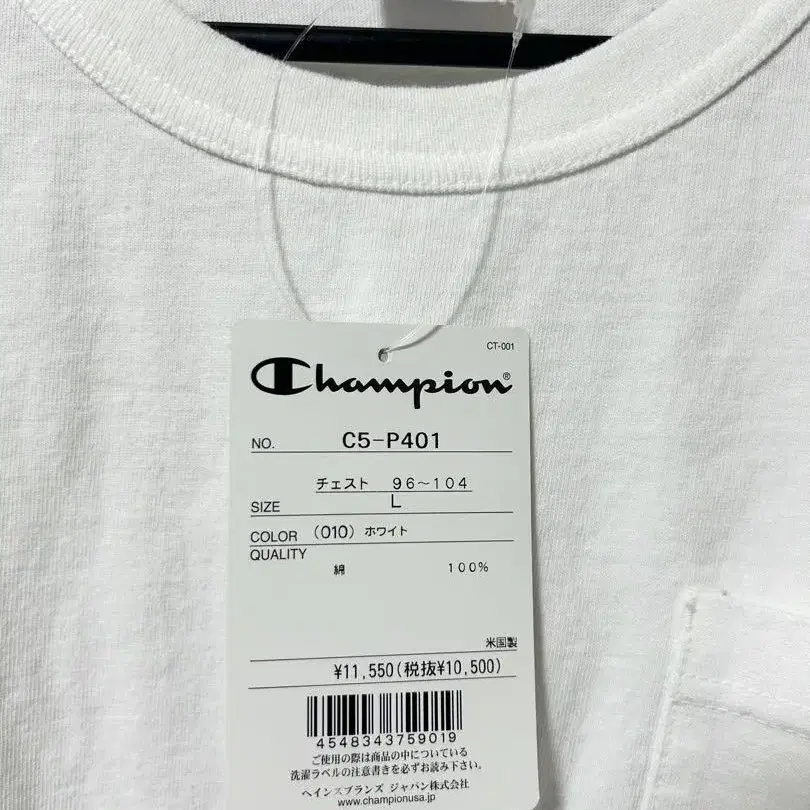 CT-001
Champion®
NO. C5-P401
チェスト 96～104
SIZE L
COLOR (010) ホワイト
QUALITY
綿 100%
米国製
¥11,550(税抜¥10,500)
4548343759019
ご使用の際は商品の中についている
洗濯ラベルの注意書きを必ずお読み下さい。
ヘインズブランズ ジャパン株式会社
www.championusa.jp